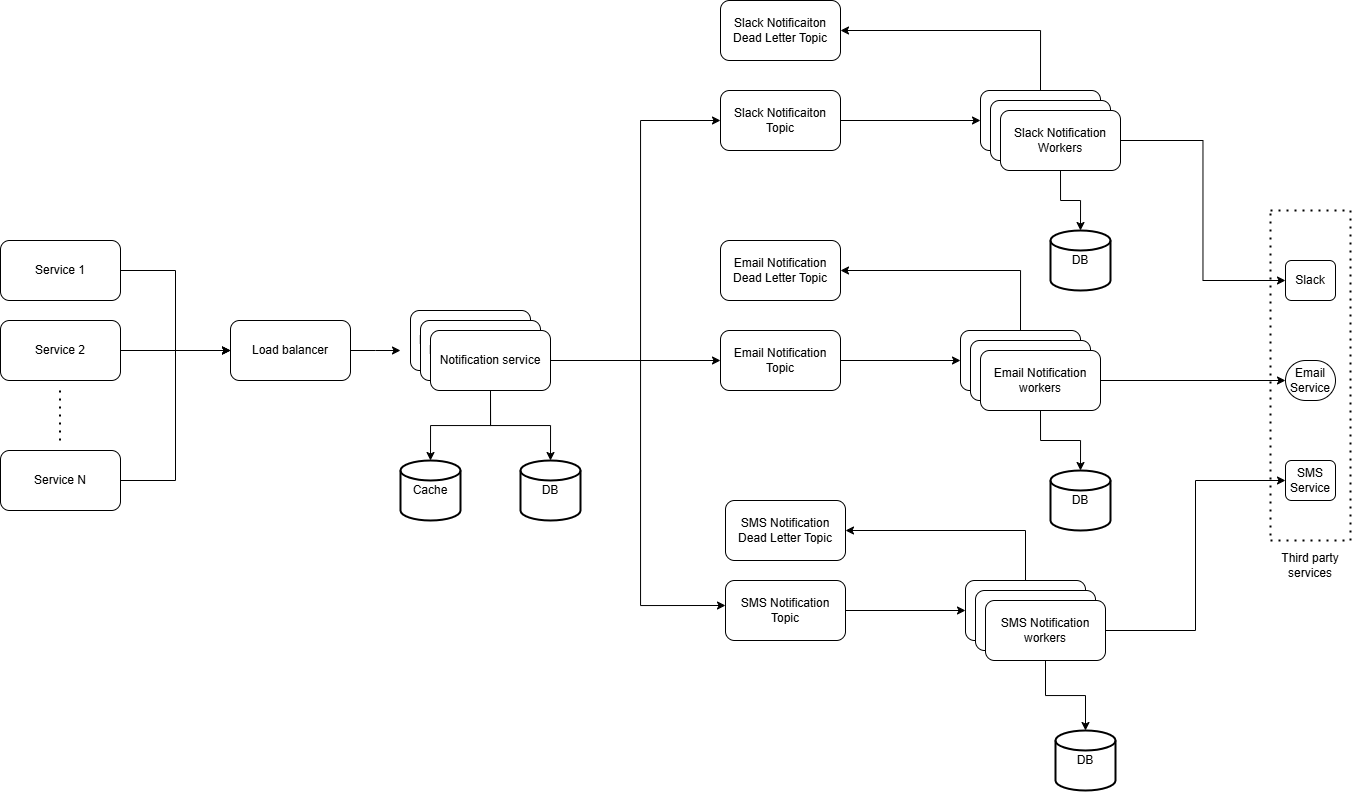 Slack Notificaiton
Dead Letter Topic
Slack Notificaiton
Topic
Slack Notification
Workers
DB
Service 1
Service 2
Service N
Load balancer
Notification service
Cache
DB
Email Notification
Dead Letter Topic
Email Notification
Topic
Email Notification
workers
DB
SMS Notification
Dead Letter Topic
SMS Notification
Topic
SMS Notification
workers
DB
Slack
Email
Service
SMS
Service
Third party
services